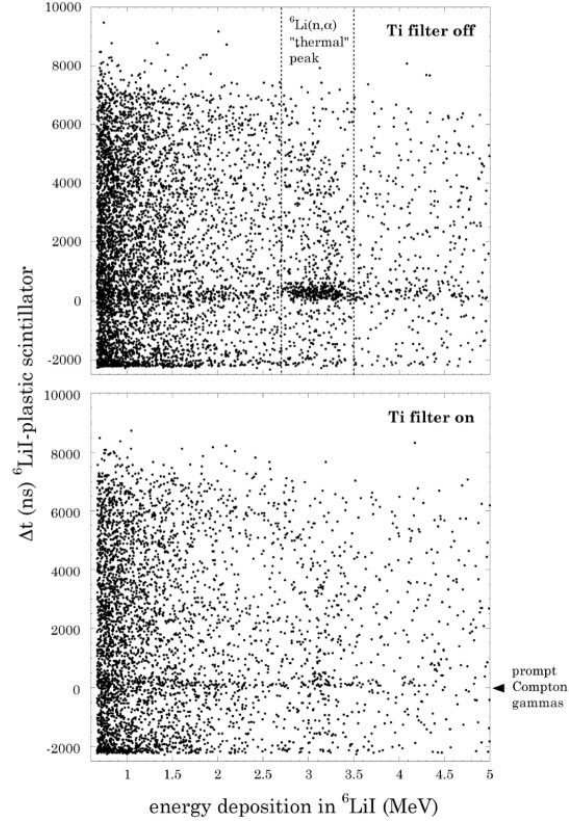 10000
8000
6000
4000
2000
0
-2000
⁶Li(n,α)
"thermal"
peak
Ti filter off
Δt (ns) ⁶LiI-plastic scintillator
10000
8000
6000
4000
2000
0
-2000
Ti filter on
prompt
Compton
gammas
1 1.5 2 2.5 3 3.5 4 4.5 5
energy deposition in ⁶LiI (MeV)